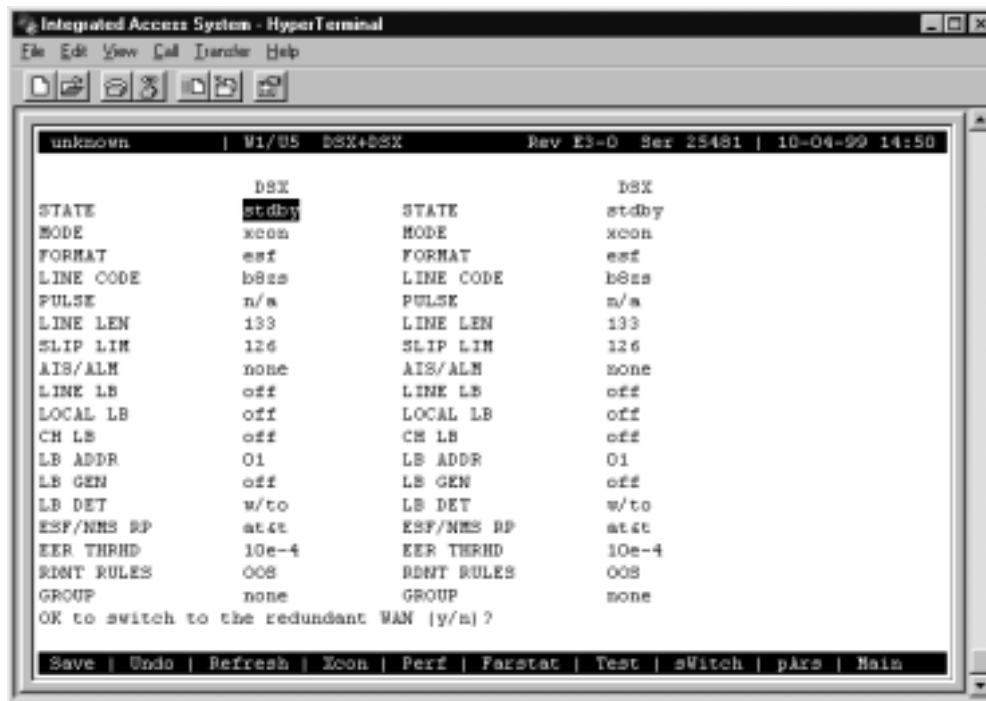 Integrated Access System - HyperTerminal
File Edit View Call Transfer Help
unknown | W1/U5 DSX+DSX Rev E3-0 Ser 25481 | 10-04-99 14:50
DSX DSX
STATE stdby STATE stdby
MODE xcon MODE xcon
FORMAT esf FORMAT esf
LINE CODE b8zs LINE CODE b8zs
PULSE n/a PULSE n/a
LINE LEN 133 LINE LEN 133
SLIP LIM 126 SLIP LIM 126
AIS/ALM none AIS/ALM none
LINE LB off LINE LB off
LOCAL LB off LOCAL LB off
CH LB off CH LB off
LB ADDR 01 LB ADDR 01
LB GEN off LB GEN off
LB DET w/to LB DET w/to
ESF/NMS RP at&t ESF/NMS RP at&t
EER THRHD 10e-4 EER THRHD 10e-4
RDNT RULES OOS RDNT RULES OOS
GROUP none GROUP none
OK to switch to the redundant WAN (y/n)?
Save | Undo | Refresh | Xcon | Perf | Farstat | Test | sWitch | pArs | Main